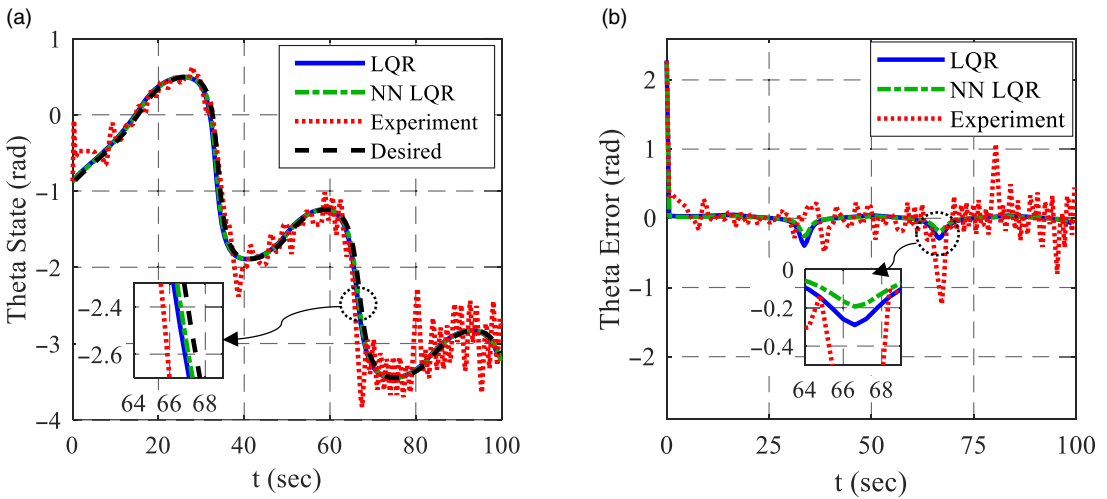 (a)
Theta State (rad)
1
0
−1
−2
−3
−4
LQR
NN LQR
Experiment
Desired
-2.4
-2.6
64 66 68
0 20 40 60 80 100
t (sec)
(b)
Theta Error (rad)
2
1
0
−1
−2
LQR
NN LQR
Experiment
0
-0.2
-0.4
64 66 68
0 25 50 75 100
t (sec)